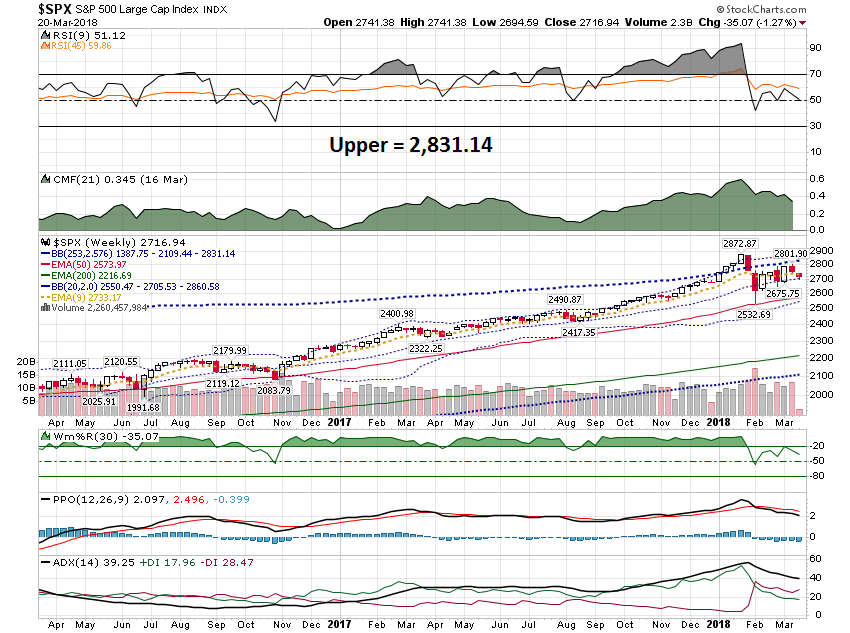 $SPX S&P 500 Large Cap Index INDX
© StockCharts.com
20-Mar-2018
Open 2741.38 High 2741.38 Low 2694.59 Close 2716.94 Volume 2.3B Chg -35.07 (-1.27%)
RSI(9) 51.12
RSI(45) 59.86
90
70
50
30
10
Upper = 2,831.14
CMF(21) 0.345 (16 Mar)
0.6
0.4
0.2
0.0
$SPX (Weekly) 2716.94
BB(253,2.576) 1387.75 - 2109.44 - 2831.14
EMA(50) 2573.97
EMA(200) 2216.69
BB(20,2.0) 2550.47 - 2705.53 - 2860.58
EMA(9) 2733.17
Volume 2,260,457,984
2872.87
2801.90
2675.75
2532.69
2490.87
2417.35
2400.98
2322.25
2179.99
2119.12
2083.79
2120.55
2111.05
2025.91
1991.68
2900
2800
2700
2600
2500
2400
2300
2200
2100
2000
20B
15B
10B
5B
Apr May Jun Jul Aug Sep Oct Nov Dec 2017 Feb Mar Apr May Jun Jul Aug Sep Oct Nov Dec 2018 Feb Mar
Wm%R(30) -35.07
-20
-50
-80
PPO(12,26,9) 2.097, 2.496, -0.399
2
0
ADX(14) 39.25 +DI 17.96 -DI 28.47
60
40
20
0
Apr May Jun Jul Aug Sep Oct Nov Dec 2017 Feb Mar Apr May Jun Jul Aug Sep Oct Nov Dec 2018 Feb Mar